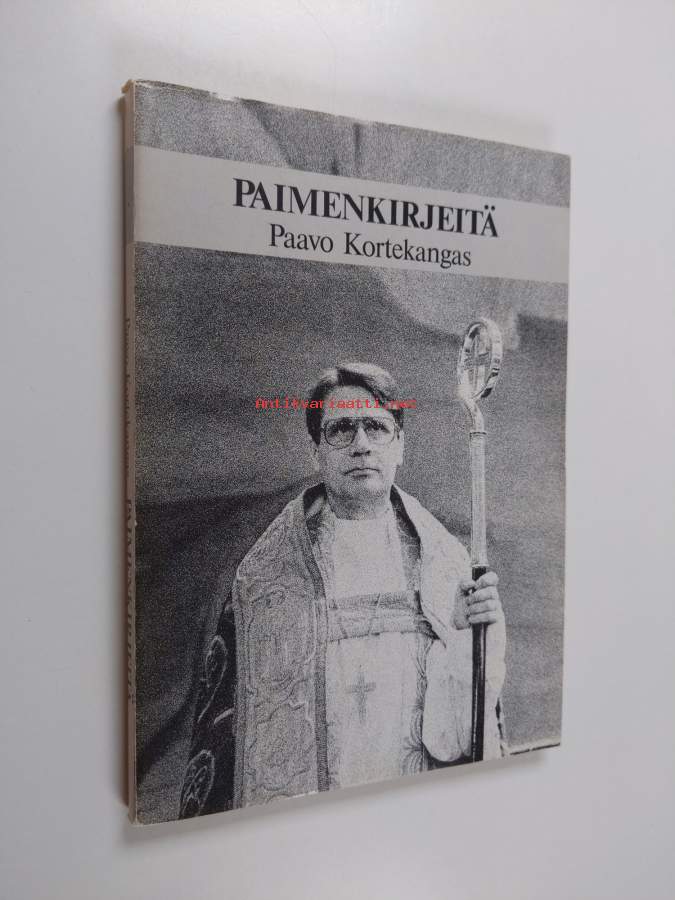 PAIMENKIRJEITÄ
Paavo Kortekangas
Antikvariaatti.net